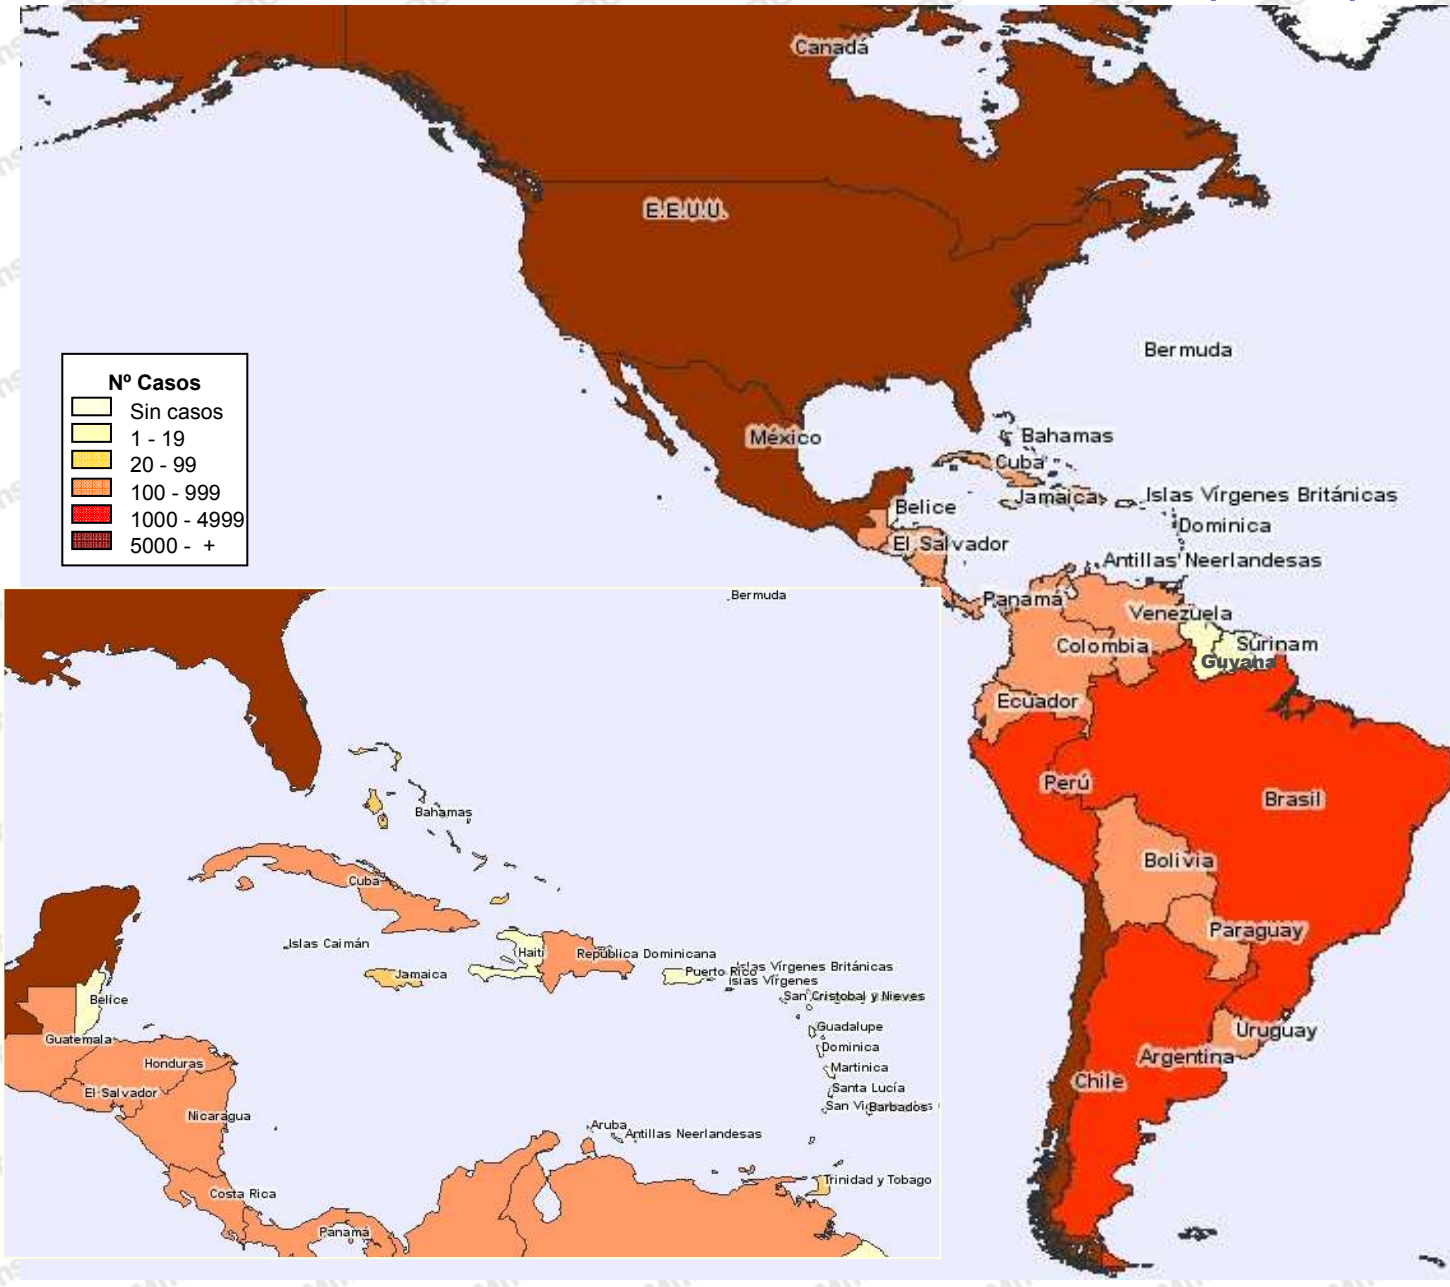 Canadá
E.E.U.U.
Bermuda
Nº Casos
Sin casos
1 - 19
20 - 99
100 - 999
1000 - 4999
5000 - +
México
Bahamas
Cuba
Jamaica
Islas Vírgenes Británicas
Belice
Dominica
El Salvador
Antillas Neerlandesas
Panamá
Venezuela
Colombia
Surinam
Guyana
Ecuador
Perú
Brasil
Bolivia
Paraguay
Uruguay
Argentina
Chile
Bermuda
Bahamas
Cuba
Islas Caimán
Haití
República Dominicana
Jamaica
Puerto Rico
Islas Vírgenes Británicas
Islas Vírgenes
Belice
San Cristobal y Nieves
Guadalupe
Guatemala
Dominica
Honduras
Martinica
El Salvador
Santa Lucía
Nicaragua
Barbados
Aruba
Antillas Neerlandesas
Trinidad y Tobago
Costa Rica
Panamá